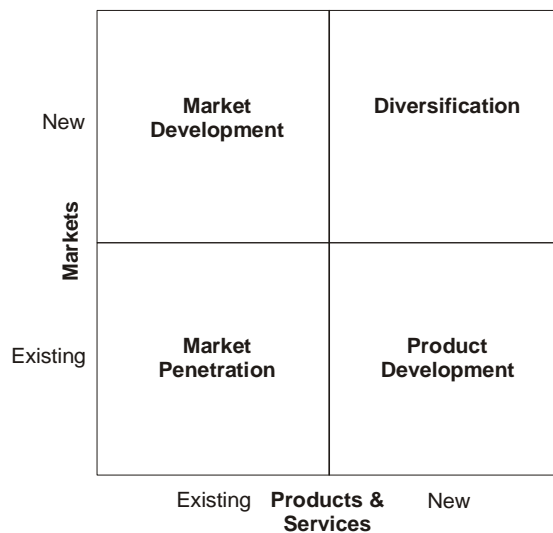 Market
Development
Diversification
New
Markets
Existing
Market
Penetration
Product
Development
Existing
Products &
Services
New